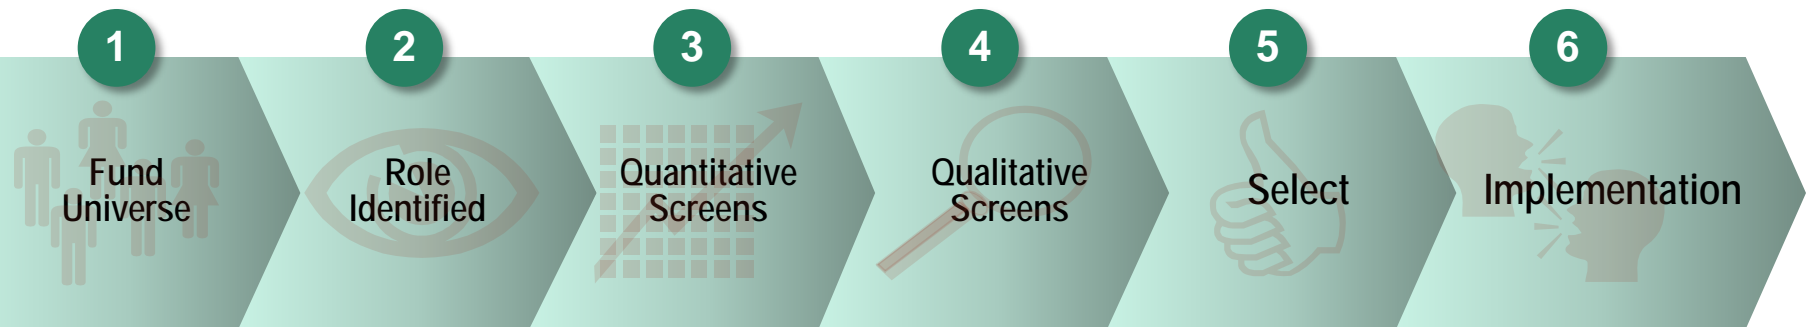 1
Fund
Universe
2
Role
Identified
3
Quantitative
Screens
4
Qualitative
Screens
5
Select
6
Implementation